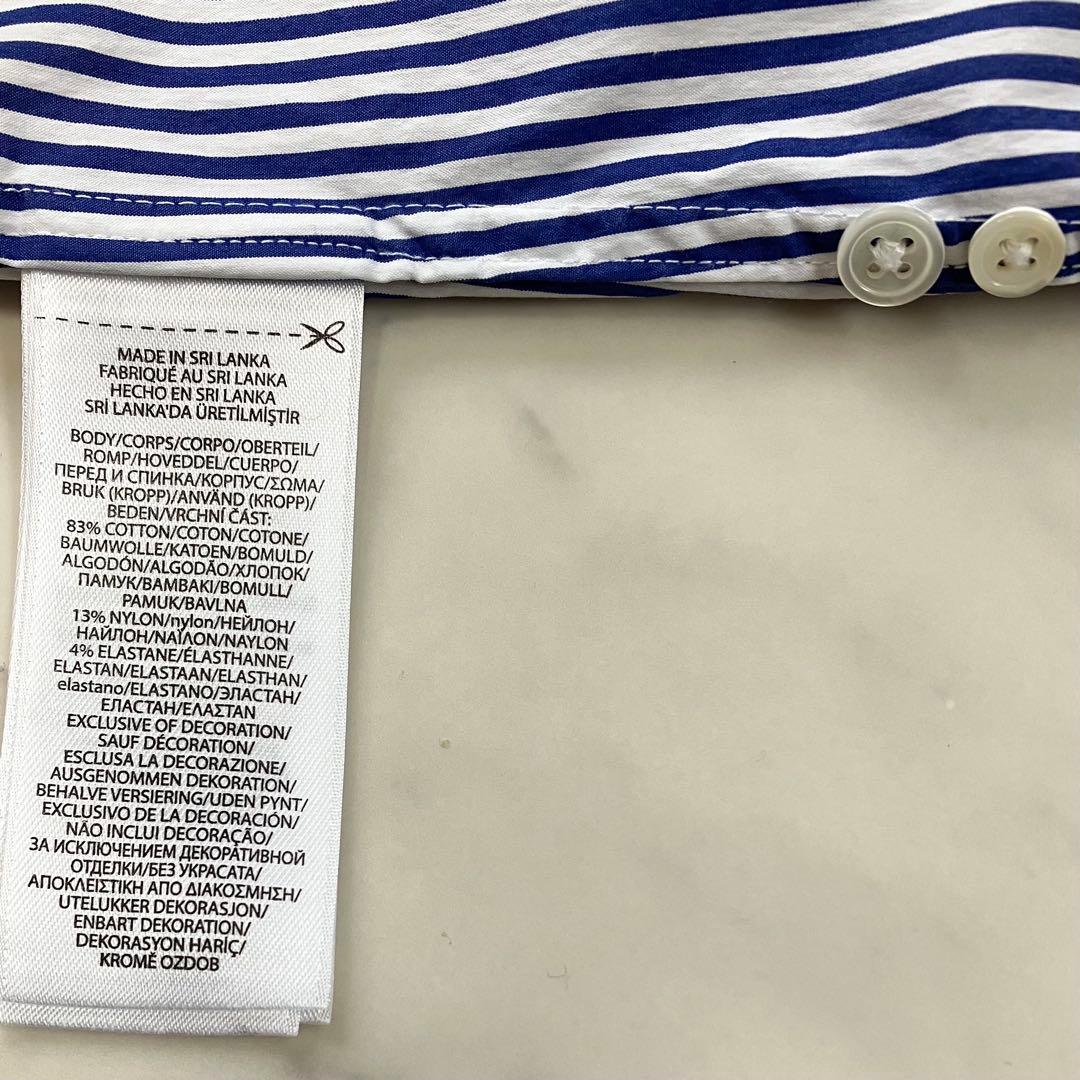 MADE IN SRI LANKA
FABRIQUÉ AU SRI LANKA
HECHO EN SRI LANKA
SRİ LANKA'DA ÜRETİLMİŞTİR
BODY/CORPS/CORPO/OBERTEIL/
ROMP/HOVEDDEL/CUERPO/
ПЕРЕД И СПИНКА/КОРПУС/ΣΩΜΑ/
BRUK (KROPP)/ANVÄND (KROPP)/
BEDEN/VRCHNÍ ČÁST:
83% COTTON/COTON/COTONE/
BAUMWOLLE/KATOEN/BOMULD/
ALGODÓN/ALGODÃO/ХЛОПОК/
ПАМУК/ΒΑΜΒΑΚΙ/BOMULL/
PAMUK/BAVLNA
13% NYLON/nylon/НЕЙЛОН/
НАЙЛОН/ΝΑΪΛΟΝ/NAYLON
4% ELASTANE/ÉLASTHANNE/
ELASTAN/ELASTAAN/ELASTHAN/
elastano/ELASTANO/ЭЛАСТАН/
ЕЛАСТАН/ΕΛΑΣΤΑΝ
EXCLUSIVE OF DECORATION/
SAUF DÉCORATION/
ESCLUSA LA DECORAZIONE/
AUSGENOMMEN DEKORATION/
BEHALVE VERSIERING/UDEN PYNT/
EXCLUSIVO DE LA DECORACIÓN/
NÃO INCLUI DECORAÇÃO/
ЗА ИСКЛЮЧЕНИЕМ ДЕКОРАТИВНОЙ
ОТДЕЛКИ/БЕЗ УКРАСАТА/
ΑΠΟΚΛΕΙΣΤΙΚΗ ΑΠΟ ΔΙΑΚΟΣΜΗΣΗ/
UTELUKKER DEKORASJON/
ENBART DEKORATION/
DEKORASYON HARİÇ/
KROMĚ OZDOB